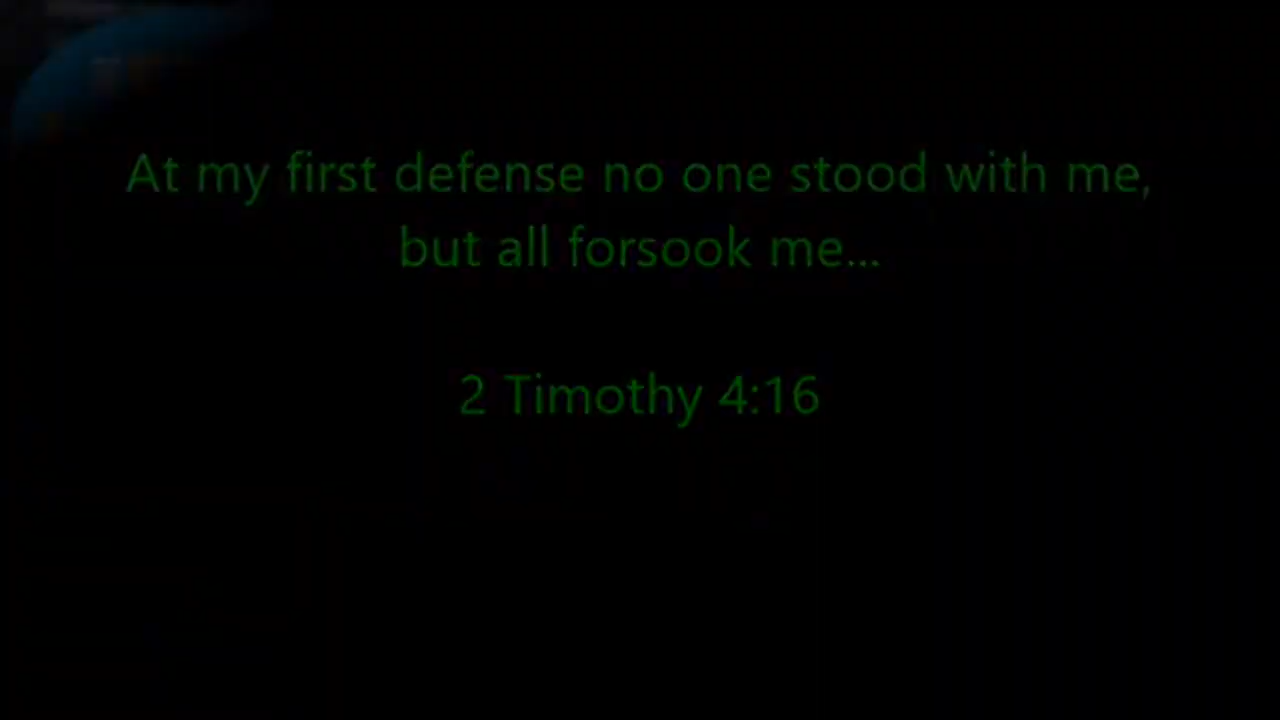 At my first defense no one stood with me,
but all forsook me...
2 Timothy 4:16